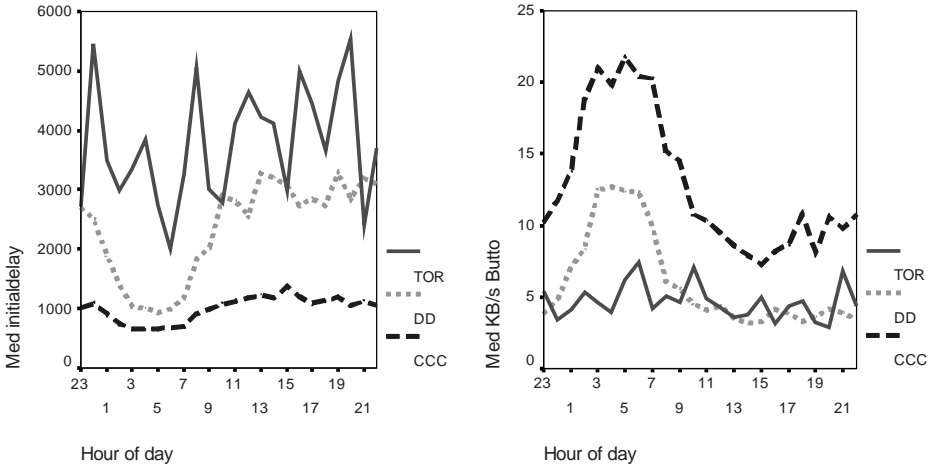 6000
5000
4000
3000
2000
1000
0
Med initialdelay
23 3 7 11 15 19
1 5 9 13 17 21
Hour of day
TOR
DD
CCC
25
20
15
10
5
0
Med KB/s Butto
23 3 7 11 15 19
1 5 9 13 17 21
Hour of day
TOR
DD
CCC